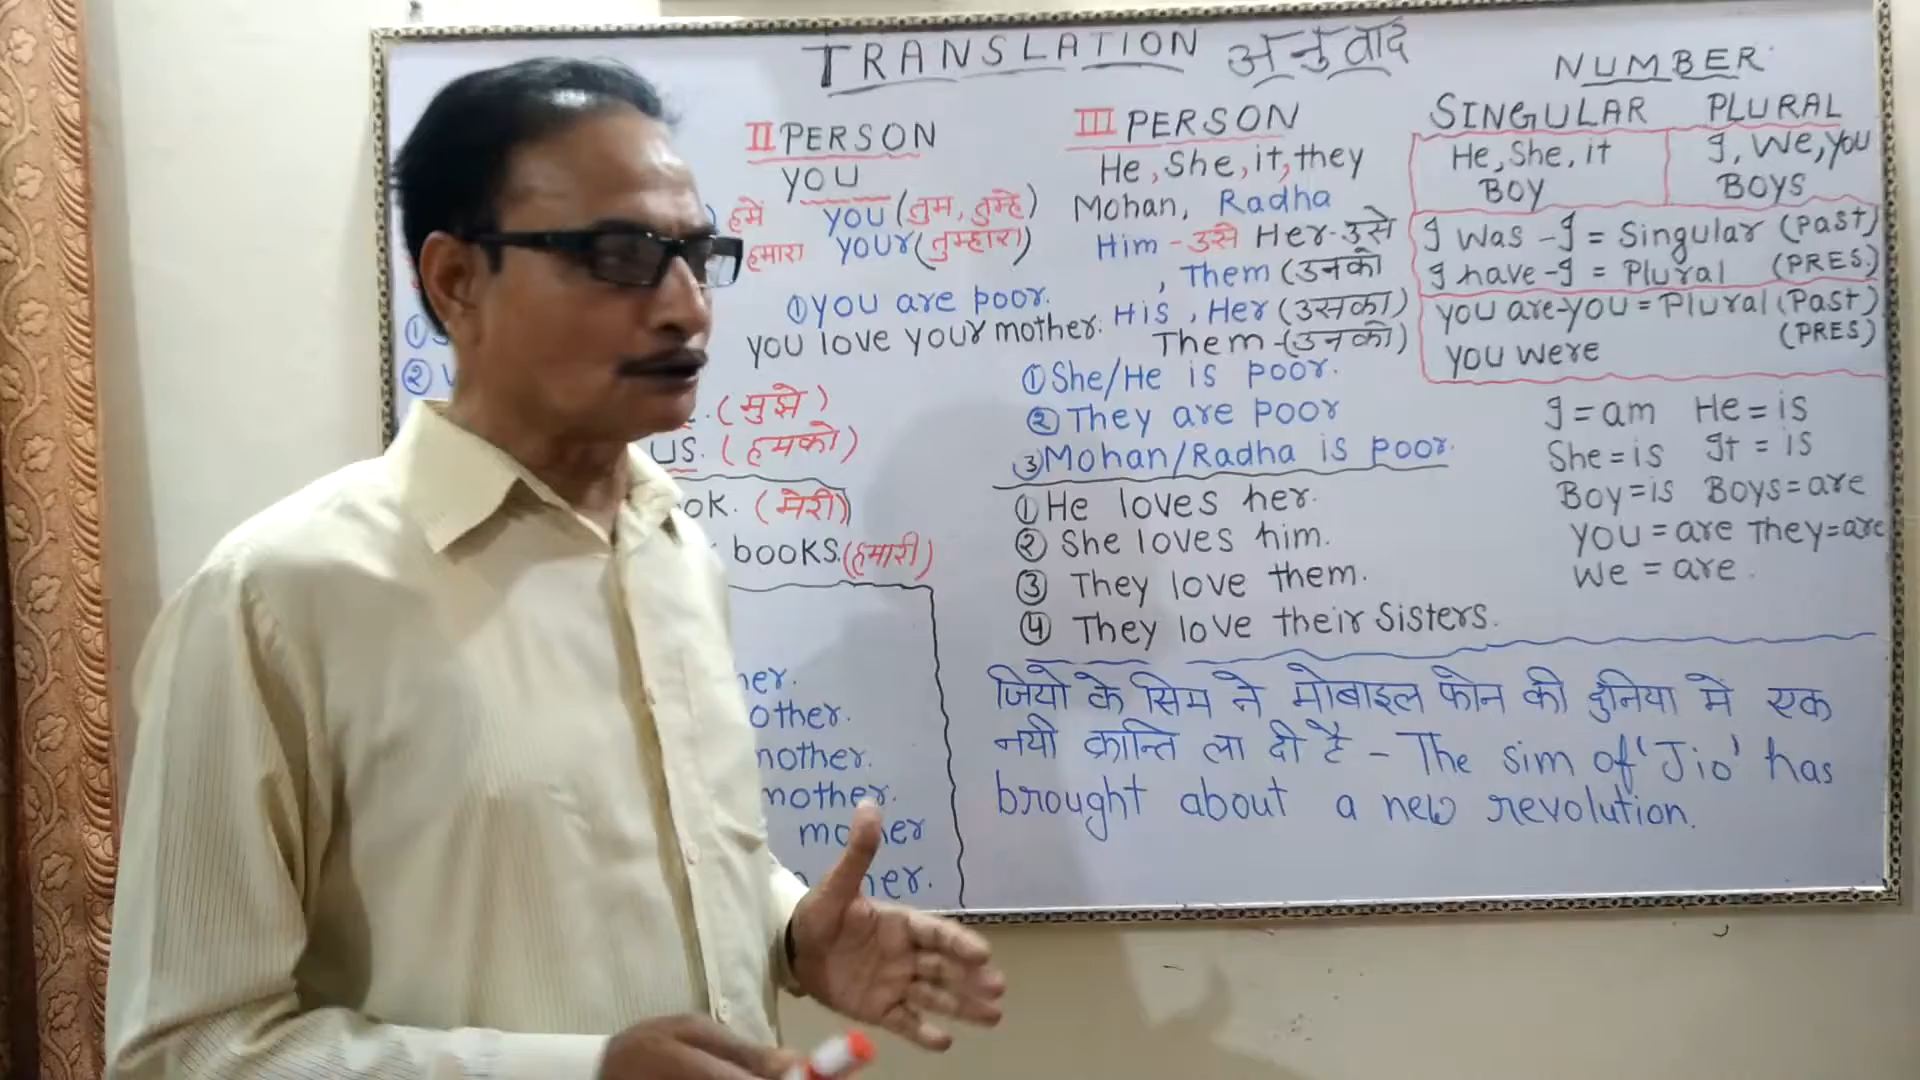 TRANSLATION अनुवाद
II PERSON
YOU
हमें YOU (तुम, तुम्हे)
हमारा YOUR (तुम्हारा)
① YOU are poor.
YOU love your mother.
(मुझे)
US. (हमको)
OK. (मेरी)
books. (हमारी)
other.
mother.
III PERSON
He, She, it, they
Mohan, Radha
Him - उसे Her - उसे
, Them (उनको
His , Her (उसका)
Them - (उनको)
① She/He is poor.
② They are poor
③ Mohan/Radha is poor.
① He loves her.
② She loves him.
③ They love them.
④ They love their Sisters.
NUMBER
SINGULAR PLURAL
He, She, it I, We, you
BOY BOYS
I was - I = Singular (Past)
I have - I = Plural (PRES.)
you are - you = Plural (Past)
(PRES)
you were
I = am He = is
She = is It = is
Boy = is Boys = are
you = are They = are
We = are.
जियो के सिम ने मोबाइल फोन की दुनिया मे एक
नयी क्रान्ति ला दी है - The sim of 'Jio' has
brought about a new revolution.